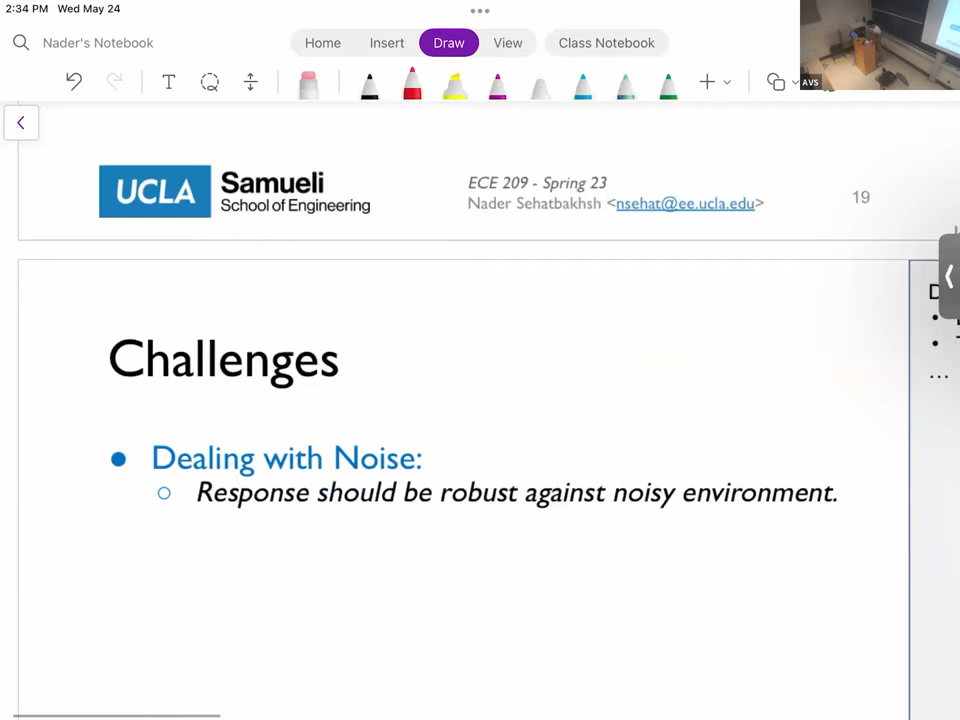 2:34 PM Wed May 24
Nader's Notebook
Home Insert Draw View Class Notebook
T
AVS
UCLA Samueli School of Engineering
ECE 209 - Spring 23
Nader Sehatbakhsh <nsehat@ee.ucla.edu>
19
D
Challenges
● Dealing with Noise:
○ Response should be robust against noisy environment.
...